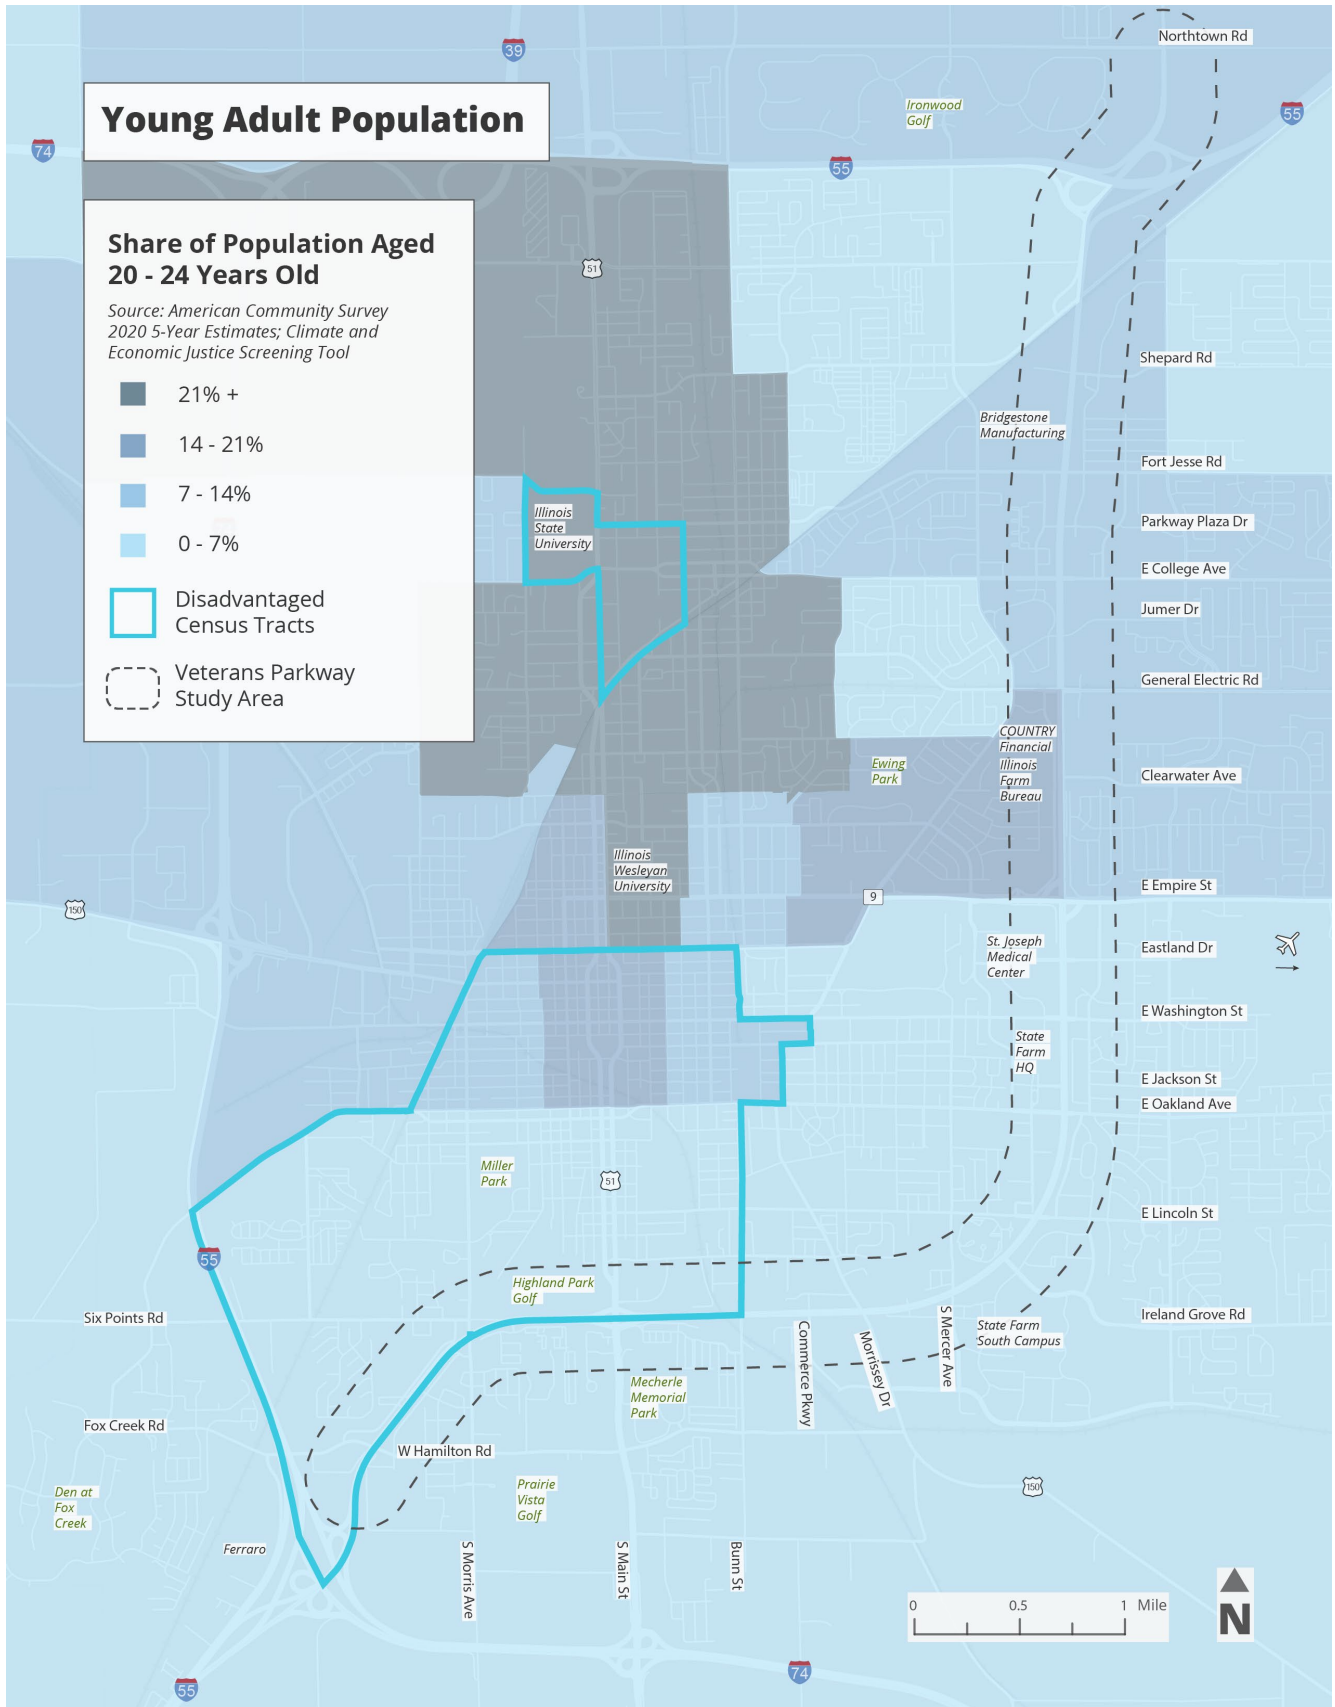 Northtown Rd
39
Ironwood
Golf
55
Young Adult Population
74
55
Share of Population Aged
20 - 24 Years Old
Source: American Community Survey
2020 5-Year Estimates; Climate and
Economic Justice Screening Tool
21% +
14 - 21%
7 - 14%
0 - 7%
Disadvantaged
Census Tracts
Veterans Parkway
Study Area
51
Shepard Rd
Bridgestone
Manufacturing
Fort Jesse Rd
Illinois
State
University
Parkway Plaza Dr
E College Ave
Jumer Dr
General Electric Rd
COUNTRY
Financial
Illinois
Farm
Bureau
Ewing
Park
Clearwater Ave
Illinois
Wesleyan
University
E Empire St
9
150
St. Joseph
Medical
Center
Eastland Dr
E Washington St
State
Farm
HQ
E Jackson St
E Oakland Ave
Miller
Park
51
E Lincoln St
55
Highland Park
Golf
Six Points Rd
Ireland Grove Rd
State Farm
South Campus
S Mercer Ave
Morrissey Dr
Commerce Pkwy
Mecherle
Memorial
Park
Fox Creek Rd
W Hamilton Rd
Den at
Fox
Creek
Prairie
Vista
Golf
150
Ferraro
S Morris Ave
S Main St
Bunn St
0 0.5 1 Mile
N
55
74